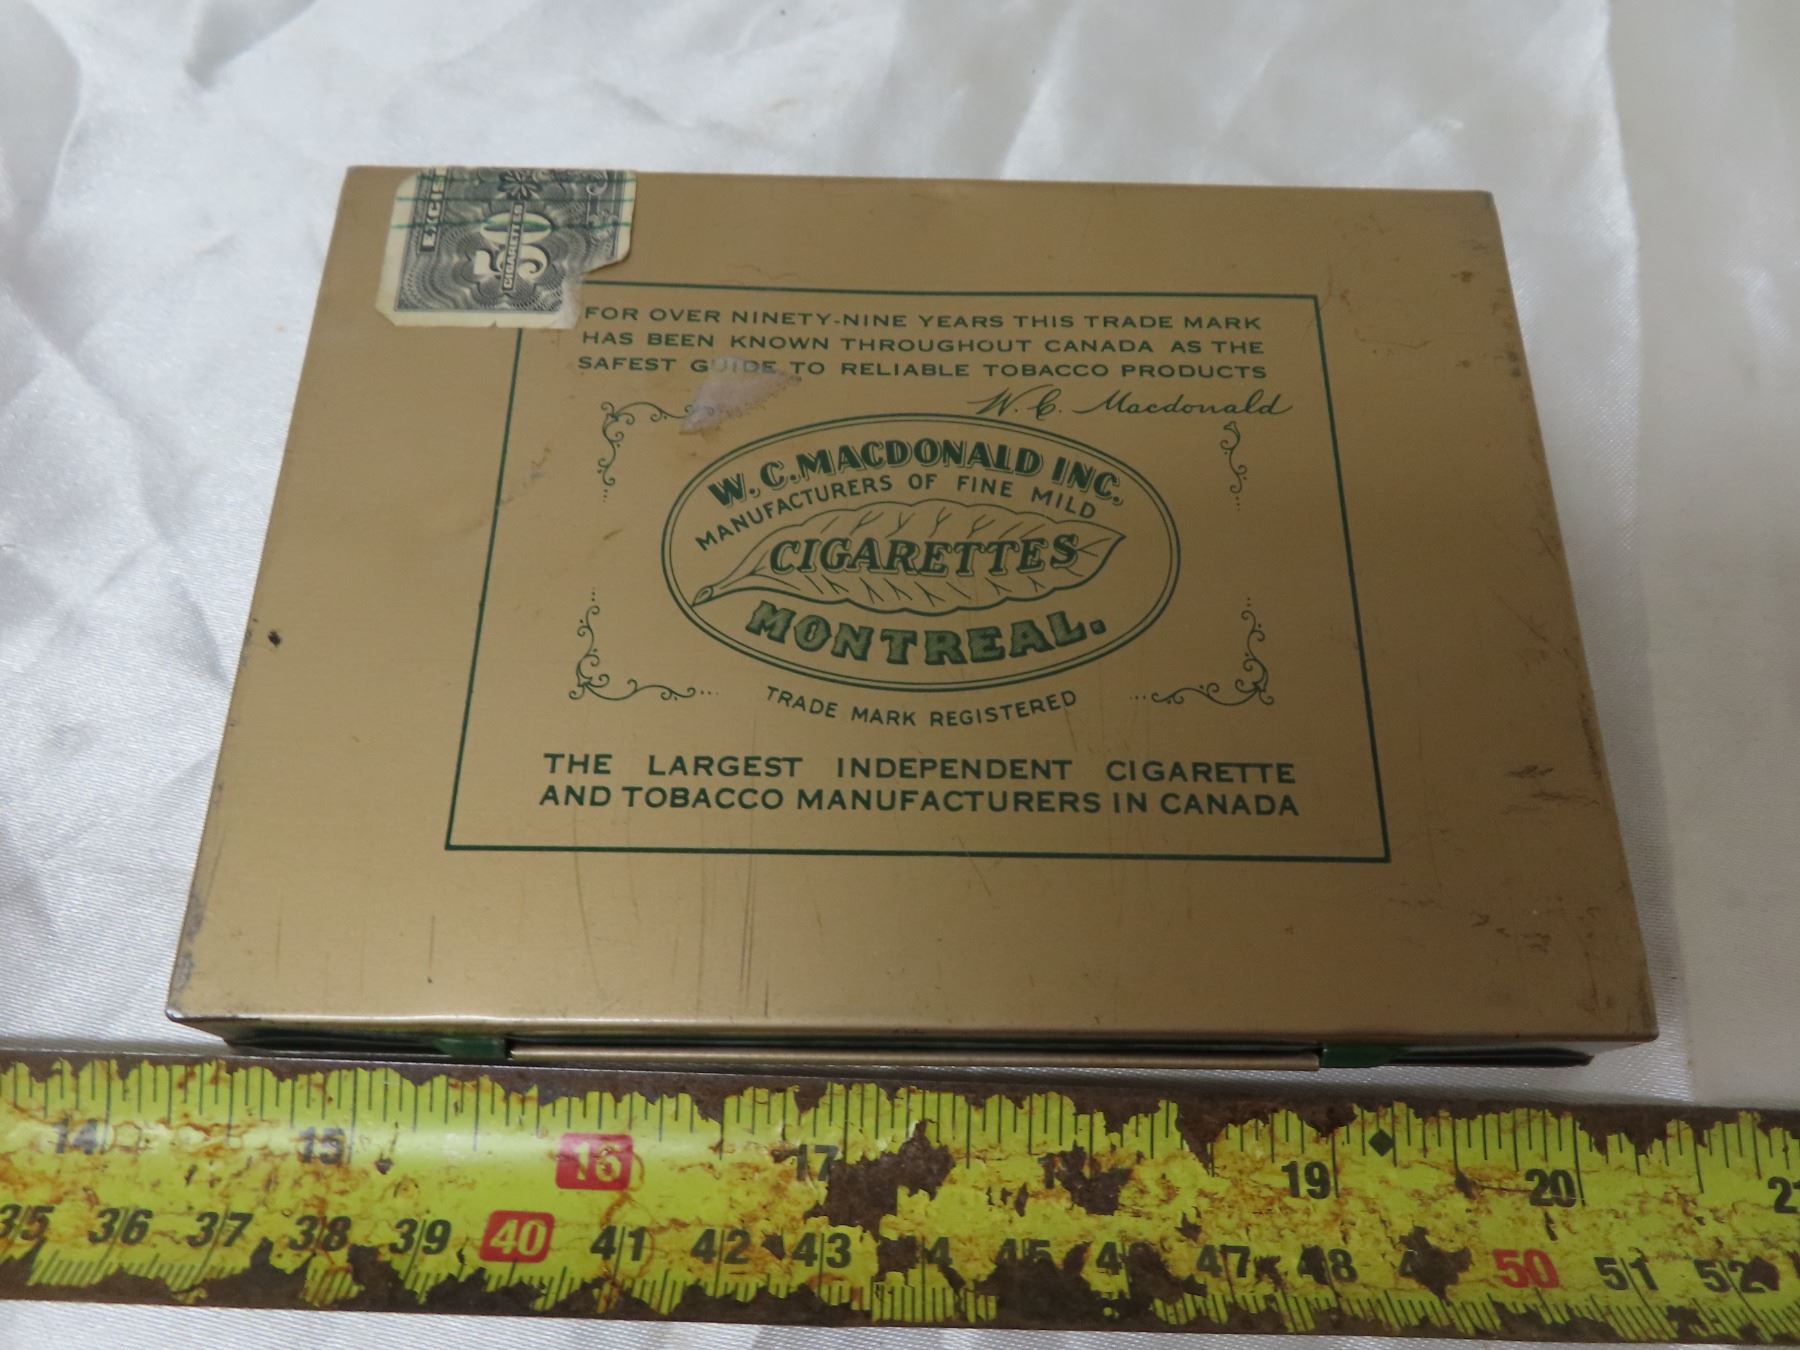 EXCISE
50
CIGARETTES
FOR OVER NINETY-NINE YEARS THIS TRADE MARK
HAS BEEN KNOWN THROUGHOUT CANADA AS THE
SAFEST GUIDE TO RELIABLE TOBACCO PRODUCTS
W. C. Macdonald
W. C. MACDONALD INC.
MANUFACTURERS OF FINE MILD
CIGARETTES
MONTREAL.
TRADE MARK REGISTERED
THE LARGEST INDEPENDENT CIGARETTE
AND TOBACCO MANUFACTURERS IN CANADA
14 15 16 17 19 20
35 36 37 38 39 40 41 42 43 45 47 48 50 51 52